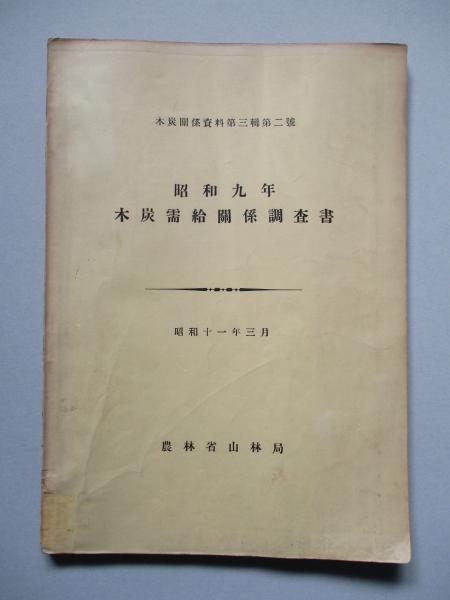 木炭關係資料第三輯第二號
昭和九年
木炭需給關係調査書
昭和十一年三月
農林省山林局